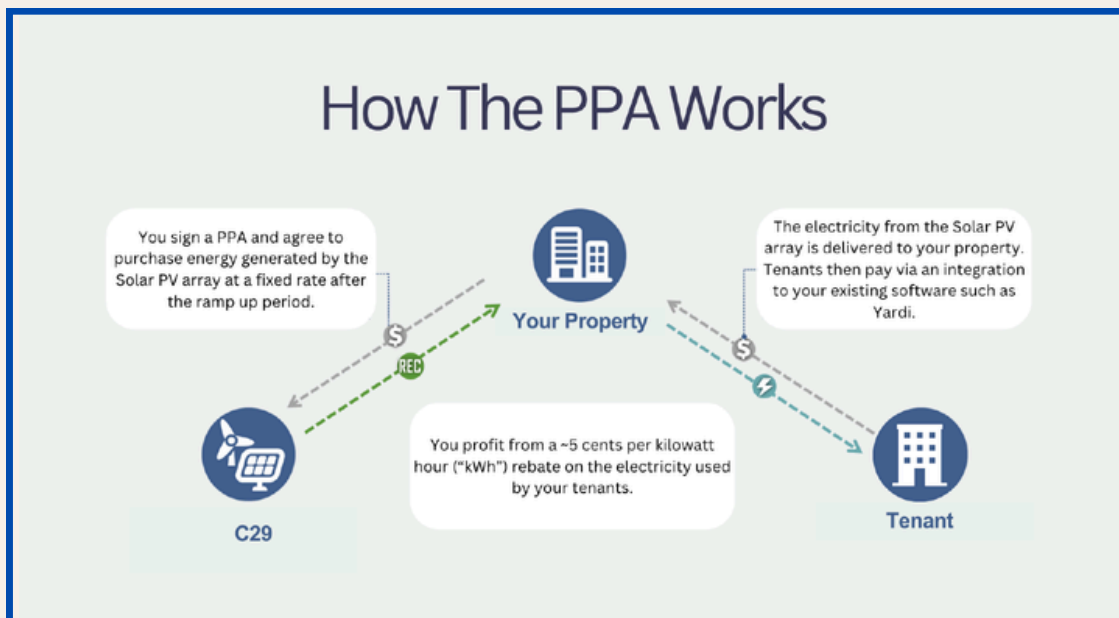 How The PPA Works
You sign a PPA and agree to
purchase energy generated by the
Solar PV array at a fixed rate after
the ramp up period.
The electricity from the Solar PV
array is delivered to your property.
Tenants then pay via an integration
to your existing software such as
Yardi.
Your Property
$
$
REC
You profit from a ~5 cents per kilowatt
hour (“kWh”) rebate on the electricity used
by your tenants.
C29
Tenant